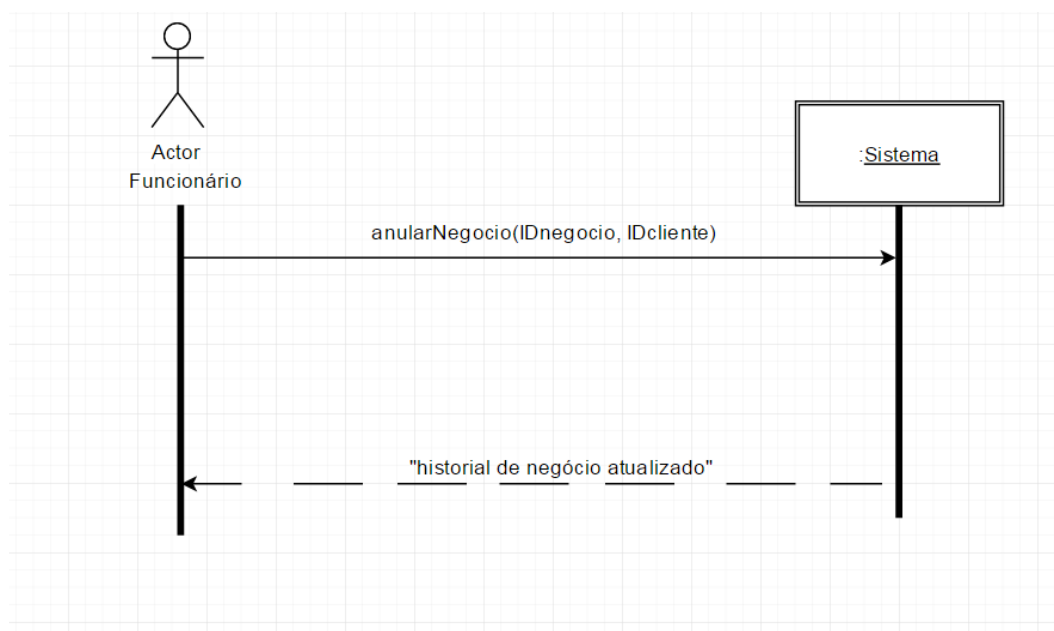 Actor
Funcionário
:Sistema
anularNegocio(IDnegocio, IDcliente)
"historial de negócio atualizado"